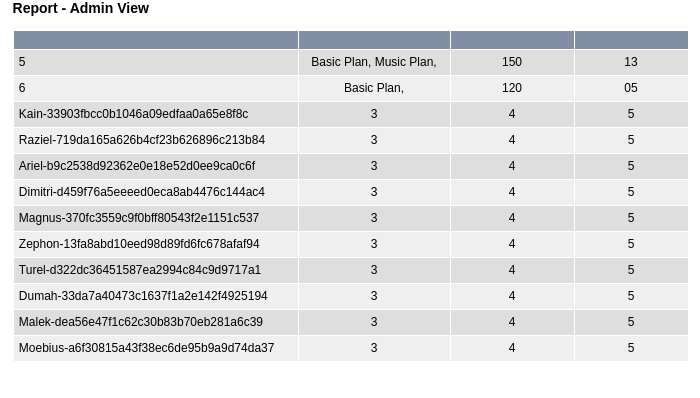 Report - Admin View
5 Basic Plan, Music Plan, 150 13
6 Basic Plan, 120 05
Kain-33903fbcc0b1046a09edfaa0a65e8f8c 3 4 5
Raziel-719da165a626b4cf23b626896c213b84 3 4 5
Ariel-b9c2538d92362e0e18e52d0ee9ca0c6f 3 4 5
Dimitri-d459f76a5eeeed0eca8ab4476c144ac4 3 4 5
Magnus-370fc3559c9f0bff80543f2e1151c537 3 4 5
Zephon-13fa8abd10eed98d89fd6fc678afaf94 3 4 5
Turel-d322dc36451587ea2994c84c9d9717a1 3 4 5
Dumah-33da7a40473c1637f1a2e142f4925194 3 4 5
Malek-dea56e47f1c62c30b83b70eb281a6c39 3 4 5
Moebius-a6f30815a43f38ec6de95b9a9d74da37 3 4 5